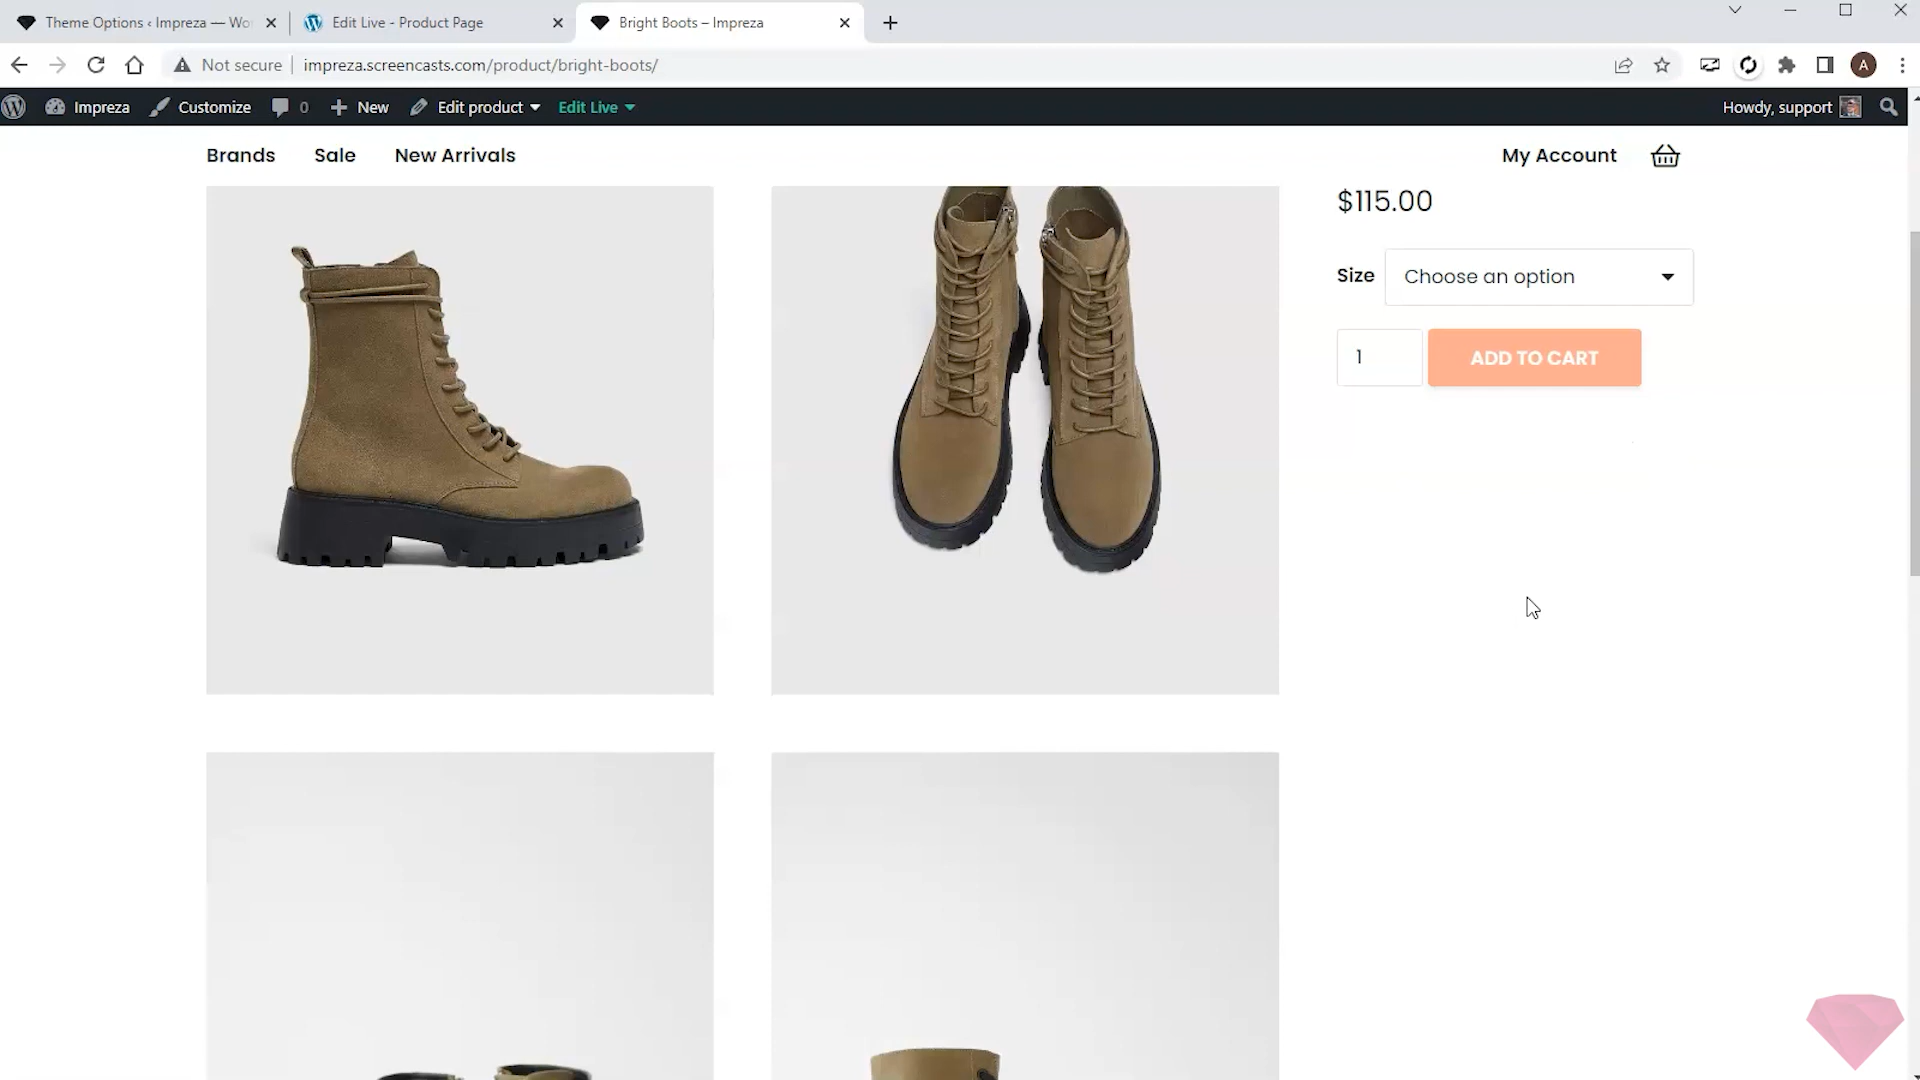 Theme Options ‹ Impreza — Wo
Edit Live - Product Page
Bright Boots – Impreza
Not secure
impreza.screencasts.com/product/bright-boots/
A
Impreza
Customize
0
New
Edit product
Edit Live
Howdy, support
Brands
Sale
New Arrivals
My Account
$115.00
Size
Choose an option
1
ADD TO CART